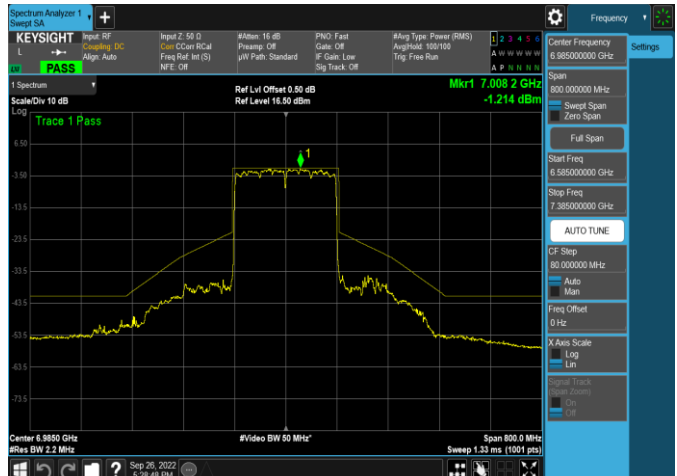 Spectrum Analyzer 1
Swept SA
Frequency
KEYSIGHT
Input: RF
Coupling: DC
Align: Auto
Input Z: 50 Ω
Corr CCorr RCal
Freq Ref: Int (S)
NFE: Off
#Atten: 16 dB
Preamp: Off
µW Path: Standard
PNO: Fast
Gate: Off
IF Gain: Low
Sig Track: Off
#Avg Type: Power (RMS)
Avg|Hold: 100/100
Trig: Free Run
1 2 3 4 5 6
A W W W W W
A P N N N N
L
PASS
1 Spectrum
Scale/Div 10 dB
Ref Lvl Offset 0.50 dB
Ref Level 16.50 dBm
Mkr1 7.008 2 GHz
-1.214 dBm
Log
Trace 1 Pass
1
6.50
-3.50
-13.5
-23.5
-33.5
-43.5
-53.5
-63.5
-73.5
Center 6.9850 GHz
#Res BW 2.2 MHz
#Video BW 50 MHz*
Span 800.0 MHz
Sweep 1.33 ms (1001 pts)
Sep 26, 2022
Center Frequency
6.985000000 GHz
Settings
Span
800.000000 MHz
Swept Span
Zero Span
Full Span
Start Freq
6.585000000 GHz
Stop Freq
7.385000000 GHz
AUTO TUNE
CF Step
80.000000 MHz
Auto
Man
Freq Offset
0 Hz
X Axis Scale
Log
Lin
Signal Track
(Span Zoom)
On
Off